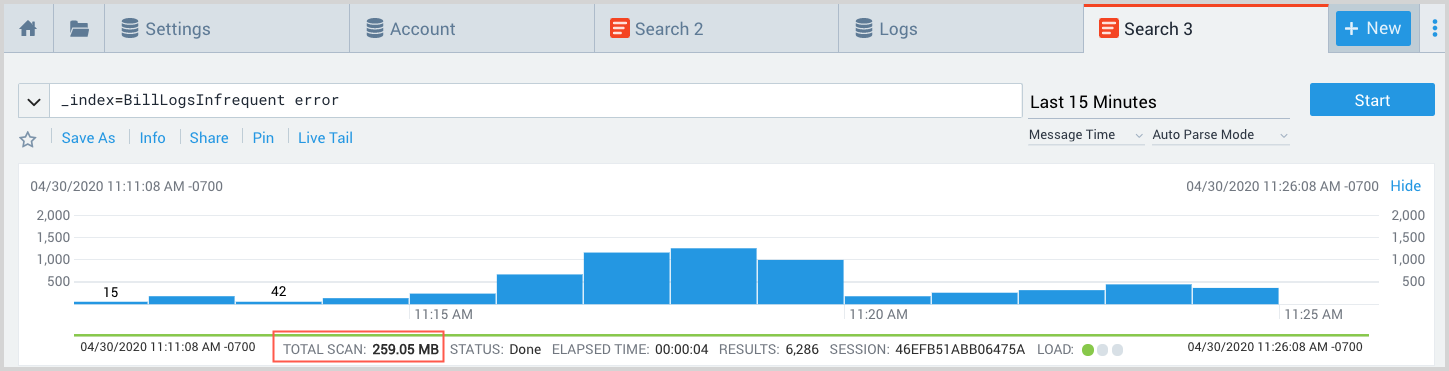 Settings Account Search 2 Logs Search 3 + New
_index=BillLogsInfrequent error Last 15 Minutes Start
Save As Info Share Pin Live Tail Message Time Auto Parse Mode
04/30/2020 11:11:08 AM -0700 04/30/2020 11:26:08 AM -0700 Hide
2,000 2,000
1,500 1,500
1,000 1,000
500 500
15 42
11:15 AM 11:20 AM 11:25 AM
04/30/2020 11:11:08 AM -0700 TOTAL SCAN: 259.05 MB STATUS: Done ELAPSED TIME: 00:00:04 RESULTS: 6,286 SESSION: 46EFB51ABB06475A LOAD: 04/30/2020 11:26:08 AM -0700